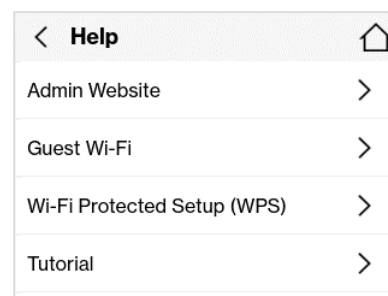 Help
Admin Website
Guest Wi-Fi
Wi-Fi Protected Setup (WPS)
Tutorial